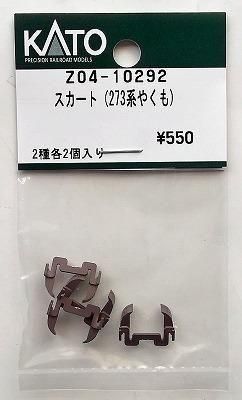 KATO
PRECISION RAILROAD MODELS
Z04-10292
スカート (273系やくも)
¥550
2種各2個入り